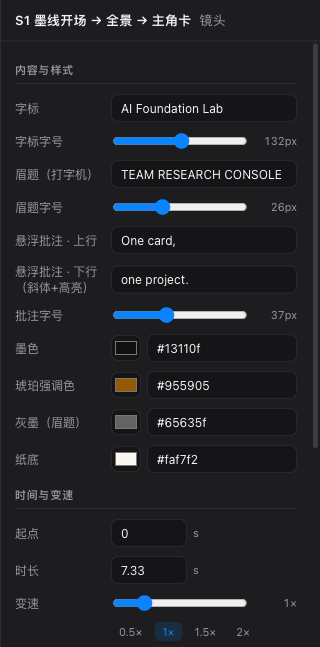 S1 墨线开场 → 全景 → 主角卡 镜头
内容与样式
字标 AI Foundation Lab
字标字号 132px
眉题（打字机） TEAM RESEARCH CONSOLE
眉题字号 26px
悬浮批注 · 上行 One card,
悬浮批注 · 下行
（斜体+高亮） one project.
批注字号 37px
墨色 #13110f
琥珀强调色 #955905
灰墨（眉题） #65635f
纸底 #faf7f2
时间与变速
起点 0 s
时长 7.33 s
变速 1×
0.5× 1× 1.5× 2×